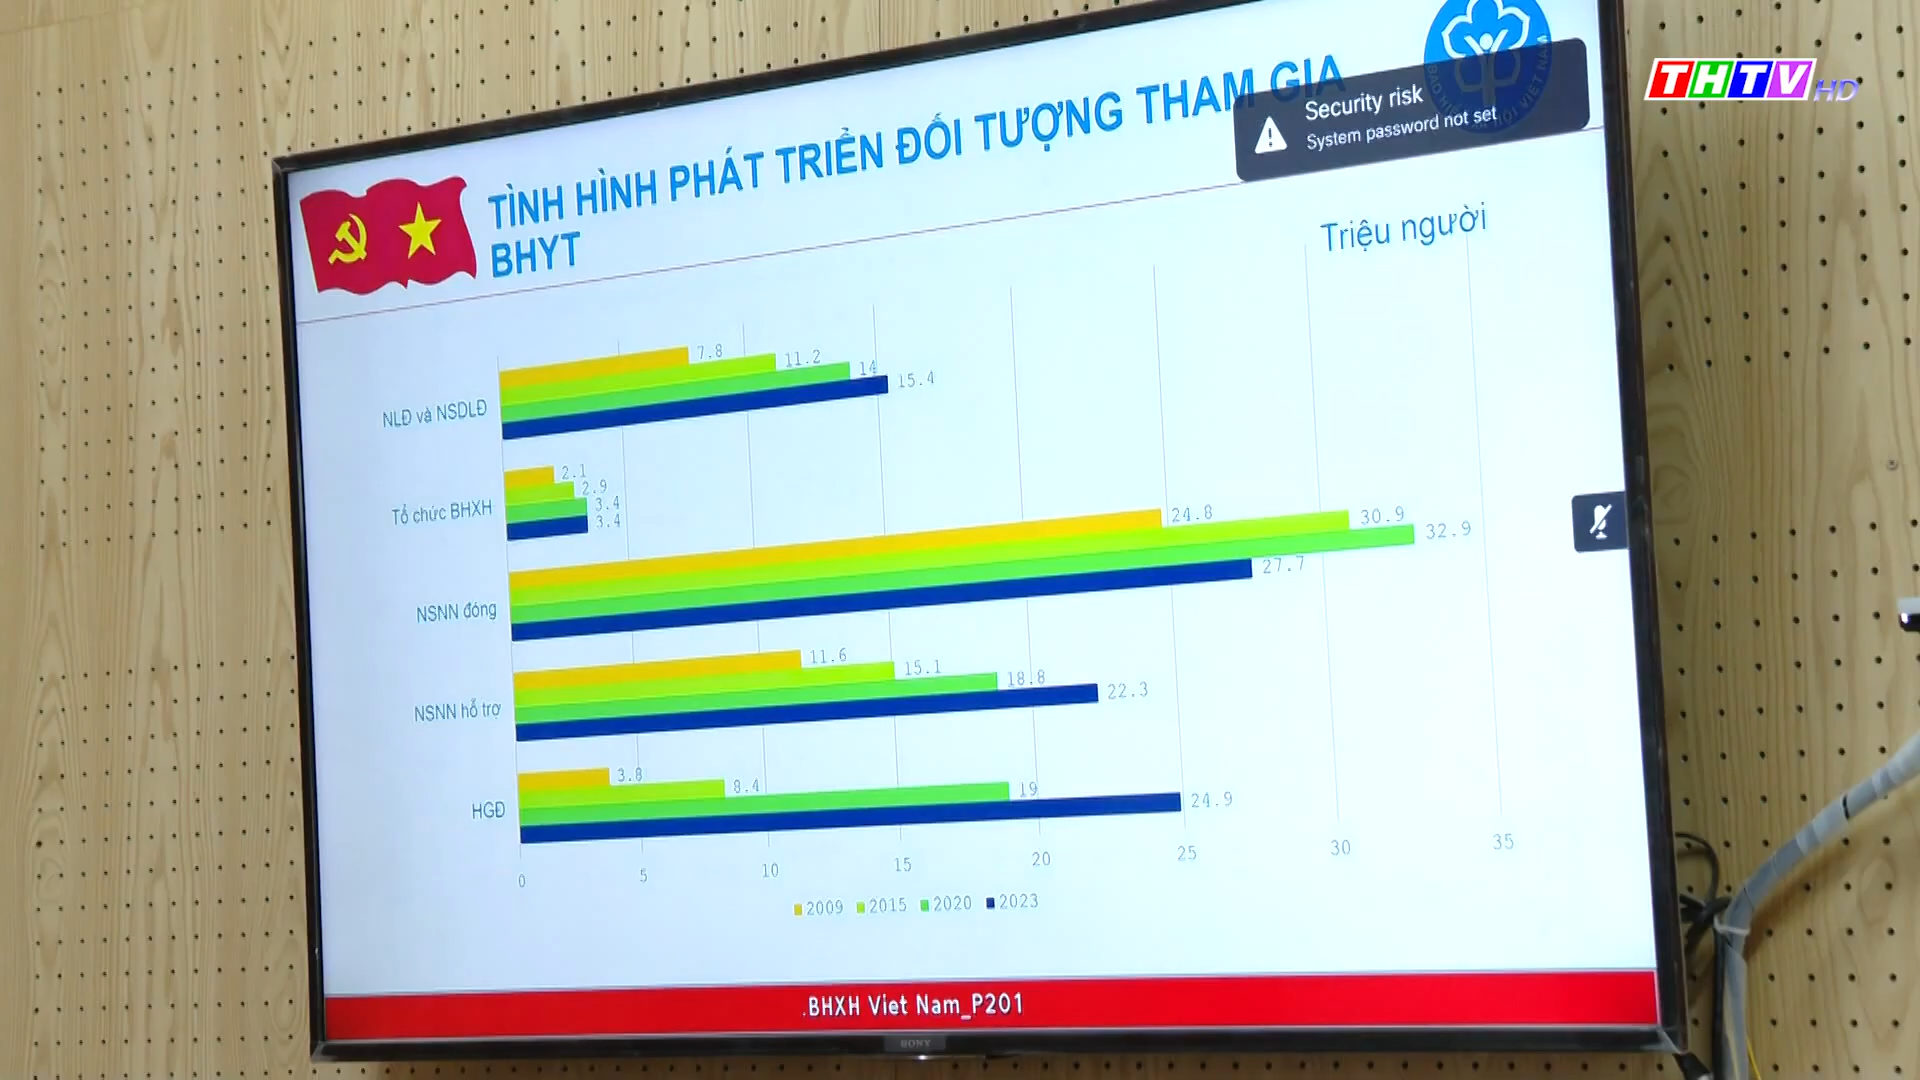 THTV HD
Security risk
System password not set
TÌNH HÌNH PHÁT TRIỂN ĐỐI TƯỢNG THAM GIA
BHYT
Triệu người
NLĐ và NSDLĐ
7.8
11.2
14
15.4
Tổ chức BHXH
2.1
2.9
3.4
3.4
NSNN đóng
24.8
30.9
32.9
27.7
NSNN hỗ trợ
11.6
15.1
18.8
22.3
HGĐ
3.8
8.4
19
24.9
0 5 10 15 20 25 30 35
2009 2015 2020 2023
.BHXH Viet Nam_P201
SONY